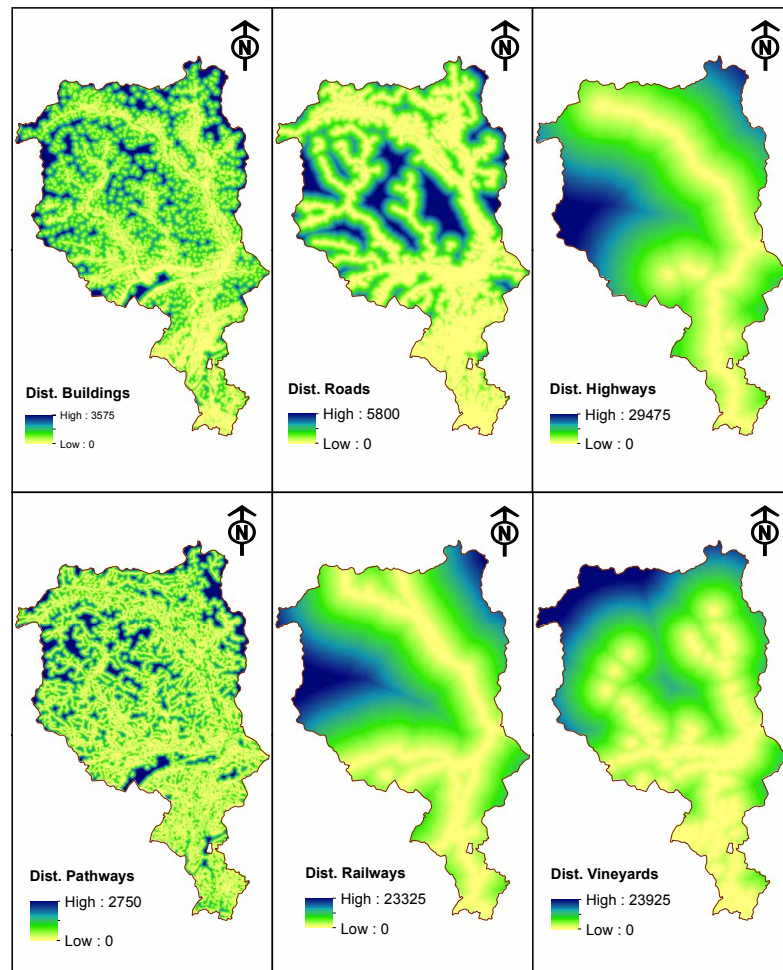 N
N
N
Dist. Buildings
High : 3575
Low : 0
Dist. Roads
High : 5800
Low : 0
Dist. Highways
High : 29475
Low : 0
N
N
N
Dist. Pathways
High : 2750
Low : 0
Dist. Railways
High : 23325
Low : 0
Dist. Vineyards
High : 23925
Low : 0